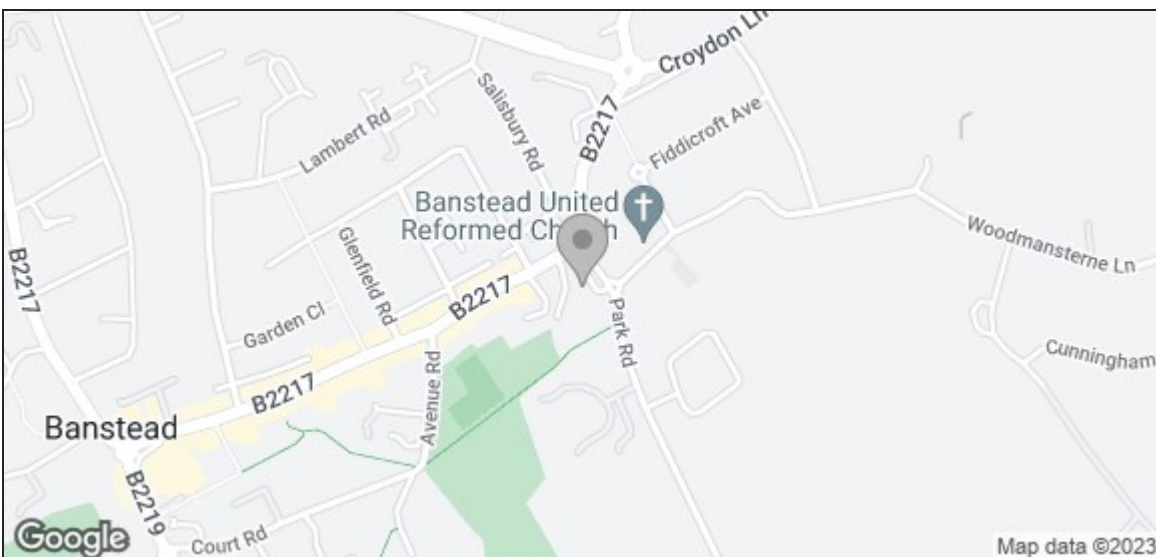 Croydon Ln
Salisbury Rd
B2217
Lambert Rd
Fiddicroft Ave
Banstead United
Reformed Church
Woodmansterne Ln
B2217
Glenfield Rd
B2217
Garden Cl
Park Rd
Cunningham
Avenue Rd
B2217
Banstead
B2219
Court Rd
Google
Map data ©2023